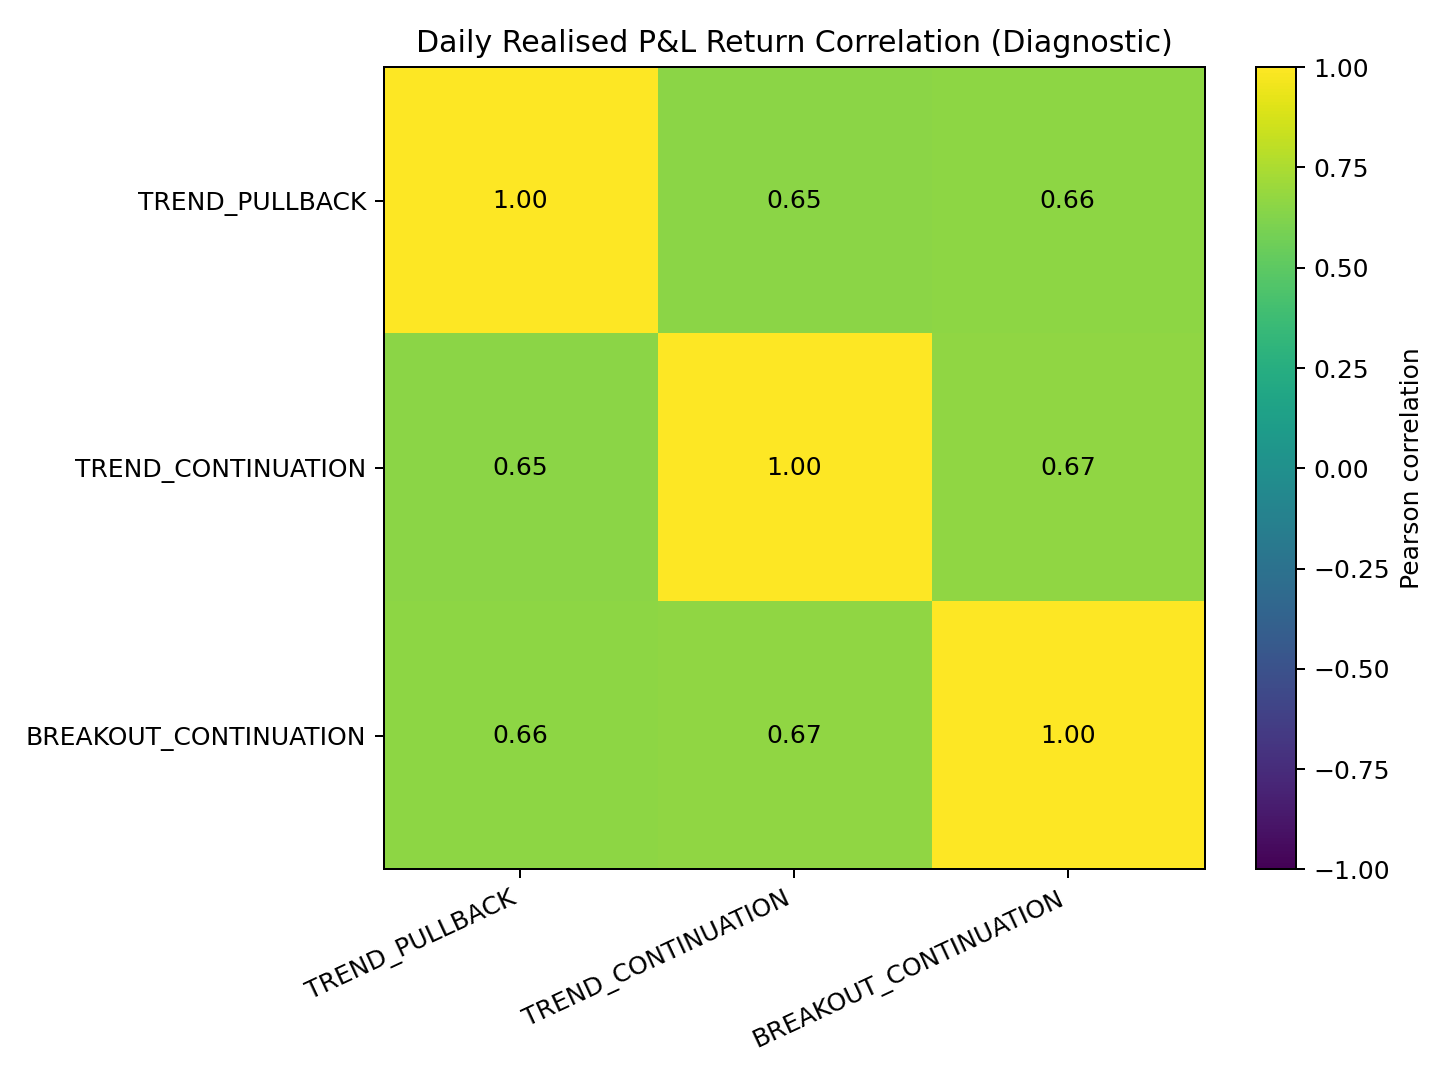 Daily Realised P&L Return Correlation (Diagnostic)
TREND_PULLBACK
TREND_CONTINUATION
BREAKOUT_CONTINUATION
1.00 0.65 0.66
0.65 1.00 0.67
0.66 0.67 1.00
TREND_PULLBACK
TREND_CONTINUATION
BREAKOUT_CONTINUATION
1.00
0.75
0.50
0.25
0.00
−0.25
−0.50
−0.75
−1.00
Pearson correlation